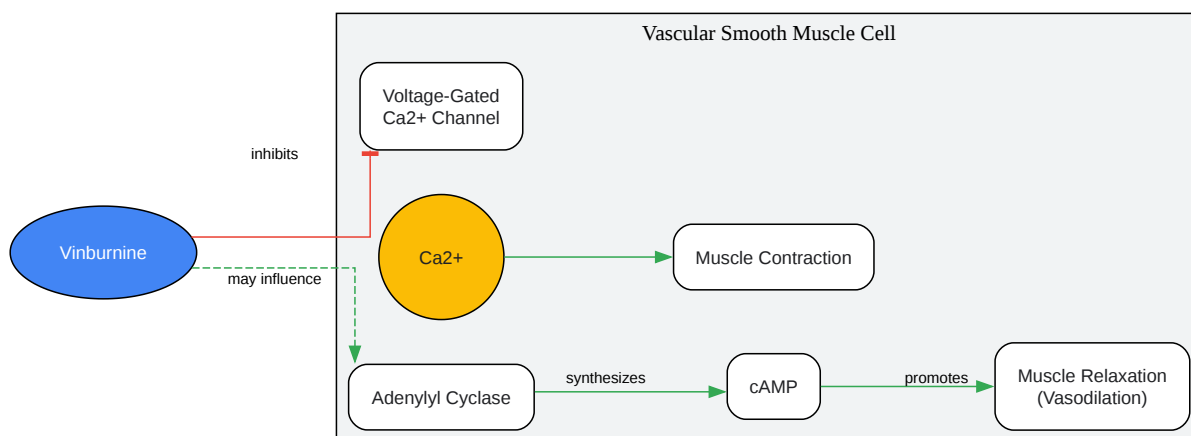 Vascular Smooth Muscle Cell
Voltage-Gated
Ca2+ Channel
inhibits
Vinburnine
Ca2+
Muscle Contraction
may influence
Adenylyl Cyclase
synthesizes
cAMP
promotes
Muscle Relaxation
(Vasodilation)